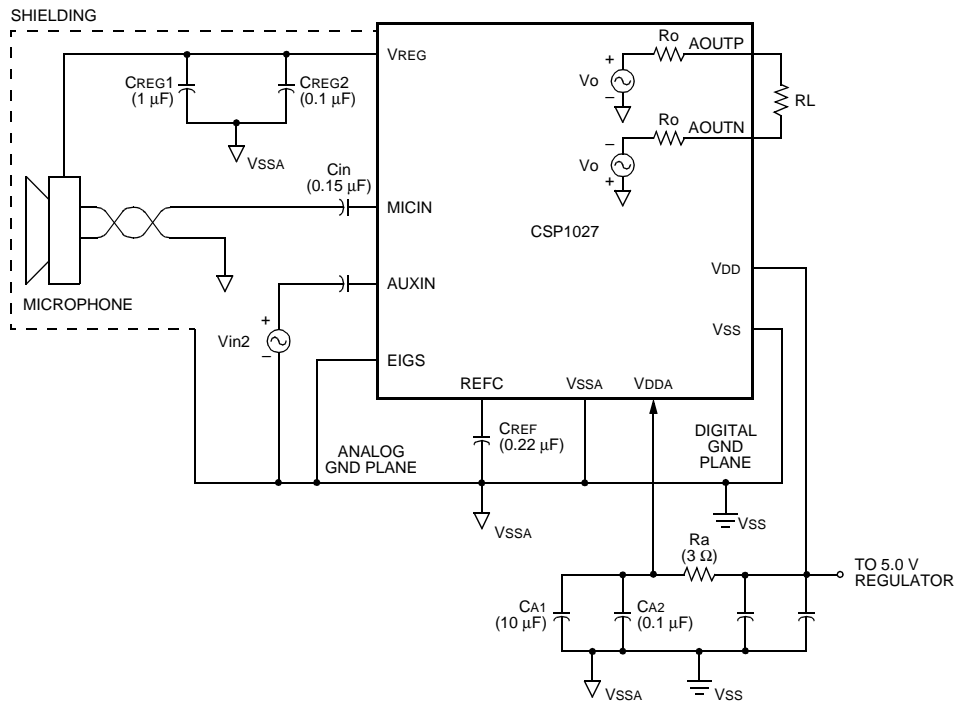 SHIELDING
VREG
CREG1
(1 µF)
CREG2
(0.1 µF)
VSSA
Cin
(0.15 µF)
MICIN
MICROPHONE
AUXIN
Vin2
+
–
EIGS
Ro
AOUTP
+
Vo
–
RL
Ro
AOUTN
–
Vo
+
CSP1027
VDD
VSS
REFC
VSSA
VDDA
CREF
(0.22 µF)
ANALOG
GND PLANE
DIGITAL
GND
PLANE
VSSA
VSS
Ra
(3 Ω)
TO 5.0 V
REGULATOR
CA1
(10 µF)
CA2
(0.1 µF)
VSSA
VSS